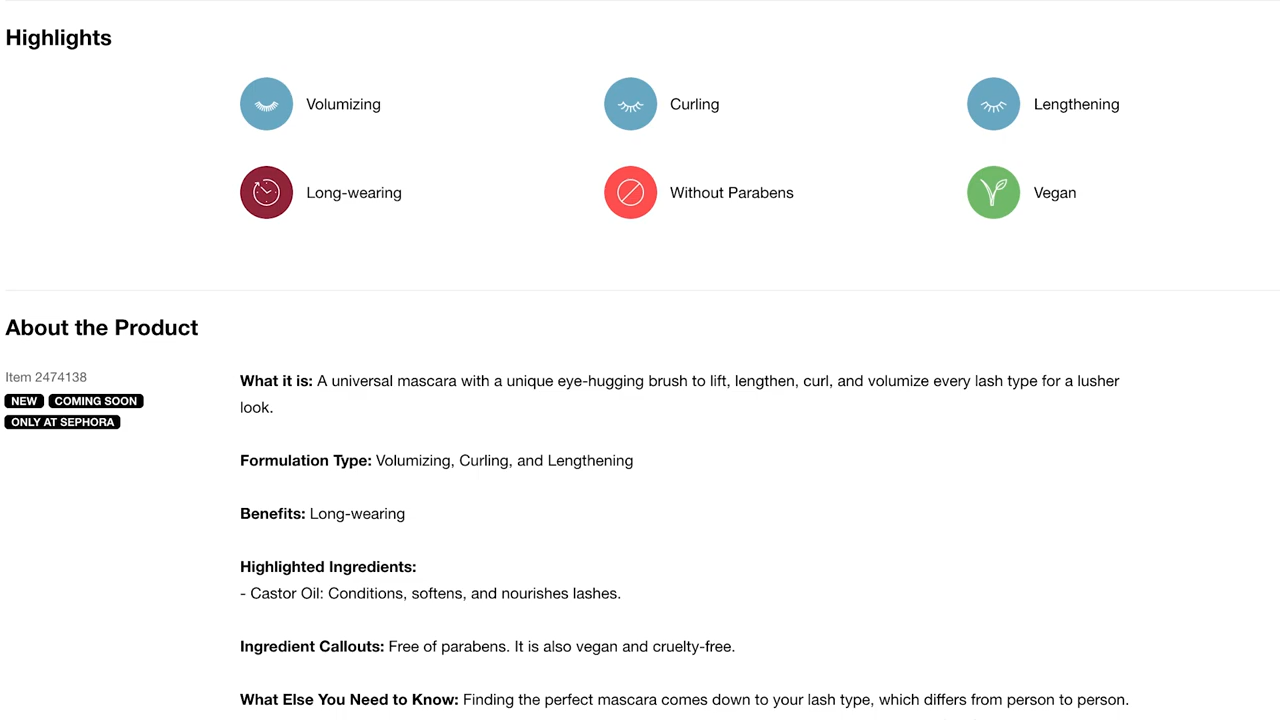 Highlights
Volumizing
Curling
Lengthening
Long-wearing
Without Parabens
Vegan
About the Product
Item 2474138
NEW COMING SOON
ONLY AT SEPHORA
What it is: A universal mascara with a unique eye-hugging brush to lift, lengthen, curl, and volumize every lash type for a lusher
look.
Formulation Type: Volumizing, Curling, and Lengthening
Benefits: Long-wearing
Highlighted Ingredients:
- Castor Oil: Conditions, softens, and nourishes lashes.
Ingredient Callouts: Free of parabens. It is also vegan and cruelty-free.
What Else You Need to Know: Finding the perfect mascara comes down to your lash type, which differs from person to person.